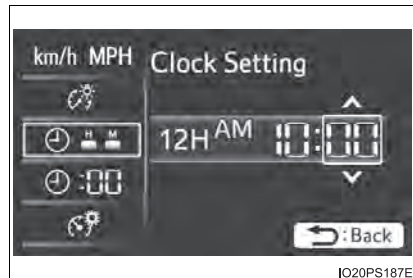 km/h MPH
Clock Setting
H M
12H AM 10:00
:00
:Back
IO20PS187E